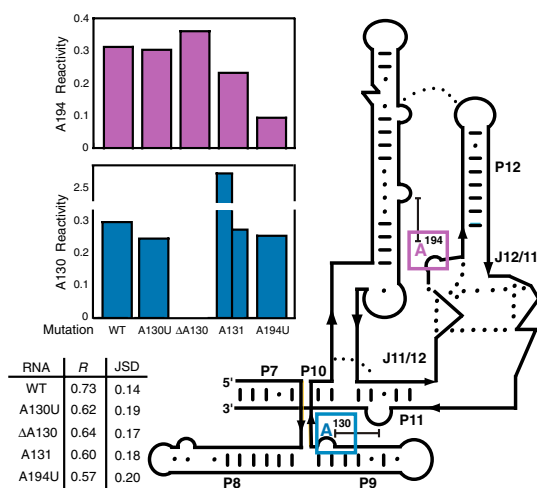 0.4
0.3
0.2
0.1
0
A194 Reactivity
2.5
0.3
0.2
0.1
0
A130 Reactivity
Mutation
WT A130U ΔA130 A131 A194U
RNA R JSD
WT 0.73 0.14
A130U 0.62 0.19
ΔA130 0.64 0.17
A131 0.60 0.18
A194U 0.57 0.20
P12
A194
J12/11
J11/12
P7 P10
5'
3'
P11
A130
P8 P9